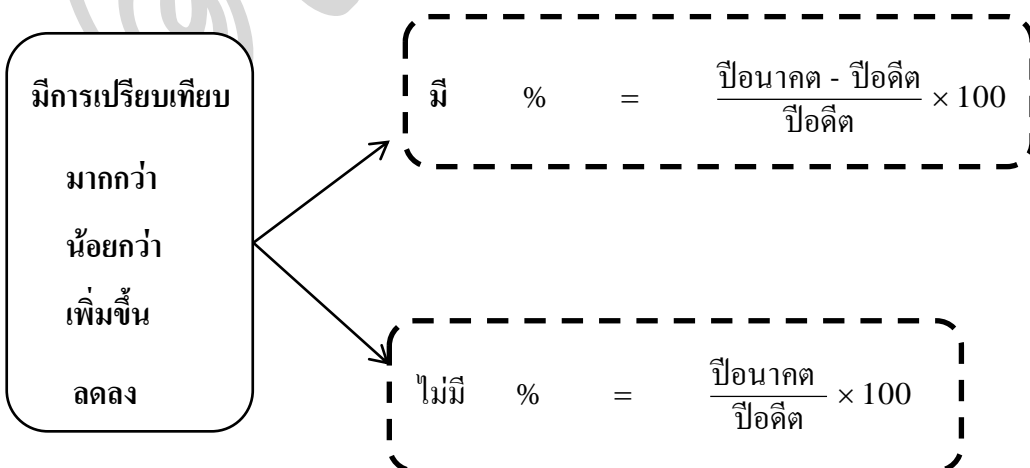 มีการเปรียบเทียบ
มากกว่า
น้อยกว่า
เพิ่มขึ้น
ลดลง
มี % = ปีอนาคต - ปีอดีต × 100
ปีอดีต
ไม่มี % = ปีอนาคต × 100
ปีอดีต